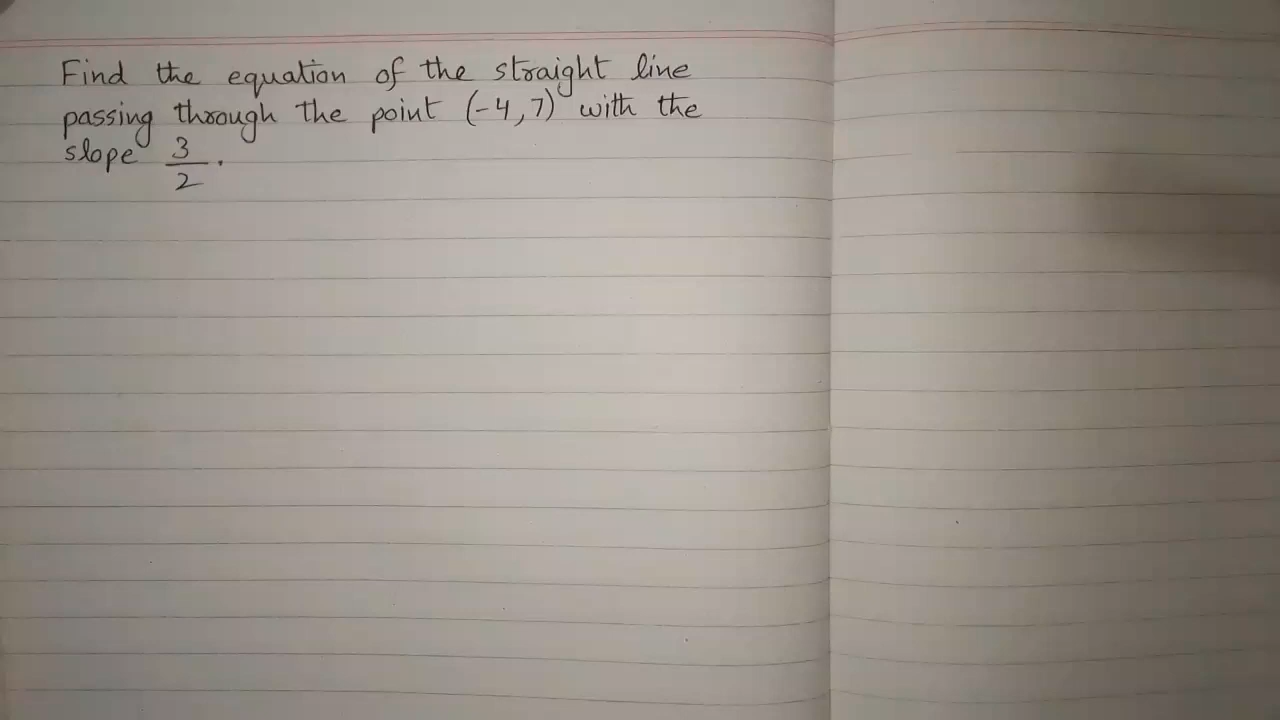 Find the equation of the straight line
passing through the point (-4,7) with the
slope 3/2.